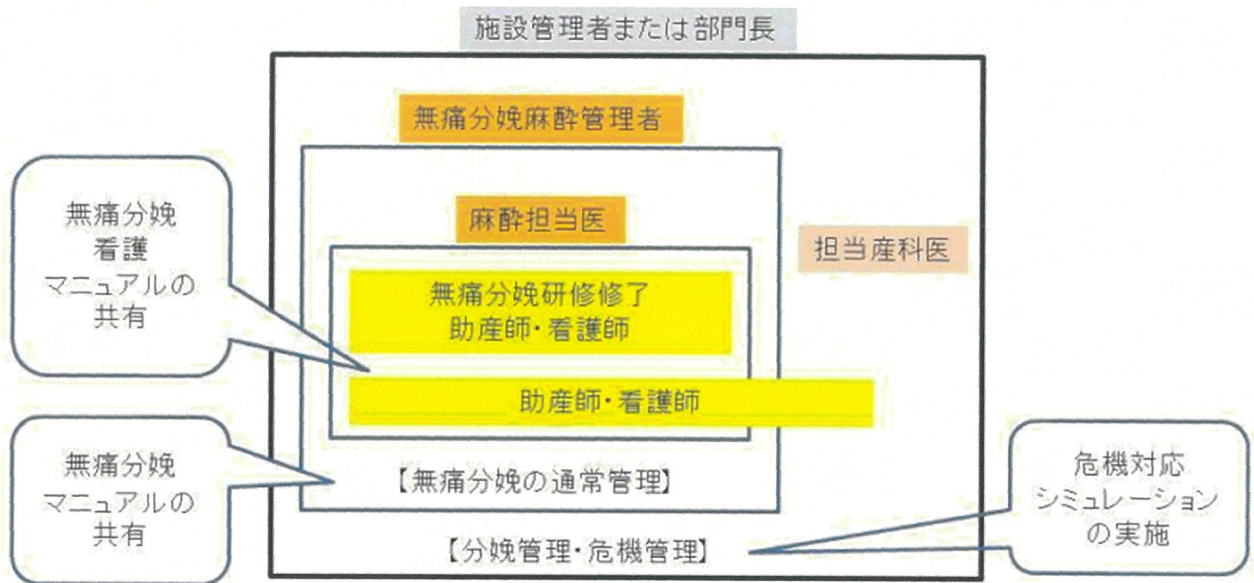 施設管理者または部門長
無痛分娩麻酔管理者
麻酔担当医
担当産科医
無痛分娩研修修了
助産師・看護師
助産師・看護師
【無痛分娩の通常管理】
【分娩管理・危機管理】
無痛分娩
看護
マニュアルの
共有
無痛分娩
マニュアルの
共有
危機対応
シミュレーション
の実施